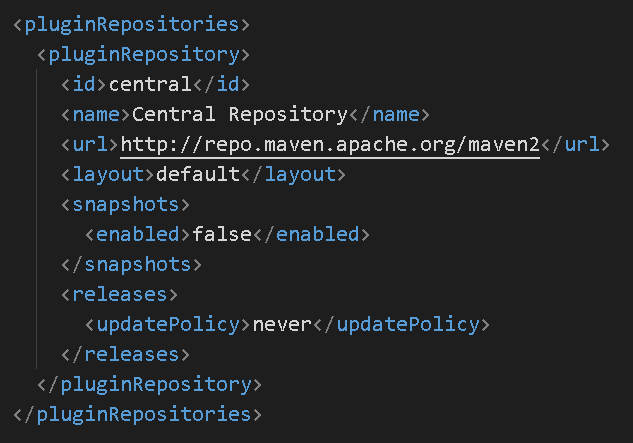 <pluginRepositories>
<pluginRepository>
<id>central</id>
<name>Central Repository</name>
<url>http://repo.maven.apache.org/maven2</url>
<layout>default</layout>
<snapshots>
<enabled>false</enabled>
</snapshots>
<releases>
<updatePolicy>never</updatePolicy>
</releases>
</pluginRepository>
</pluginRepositories>